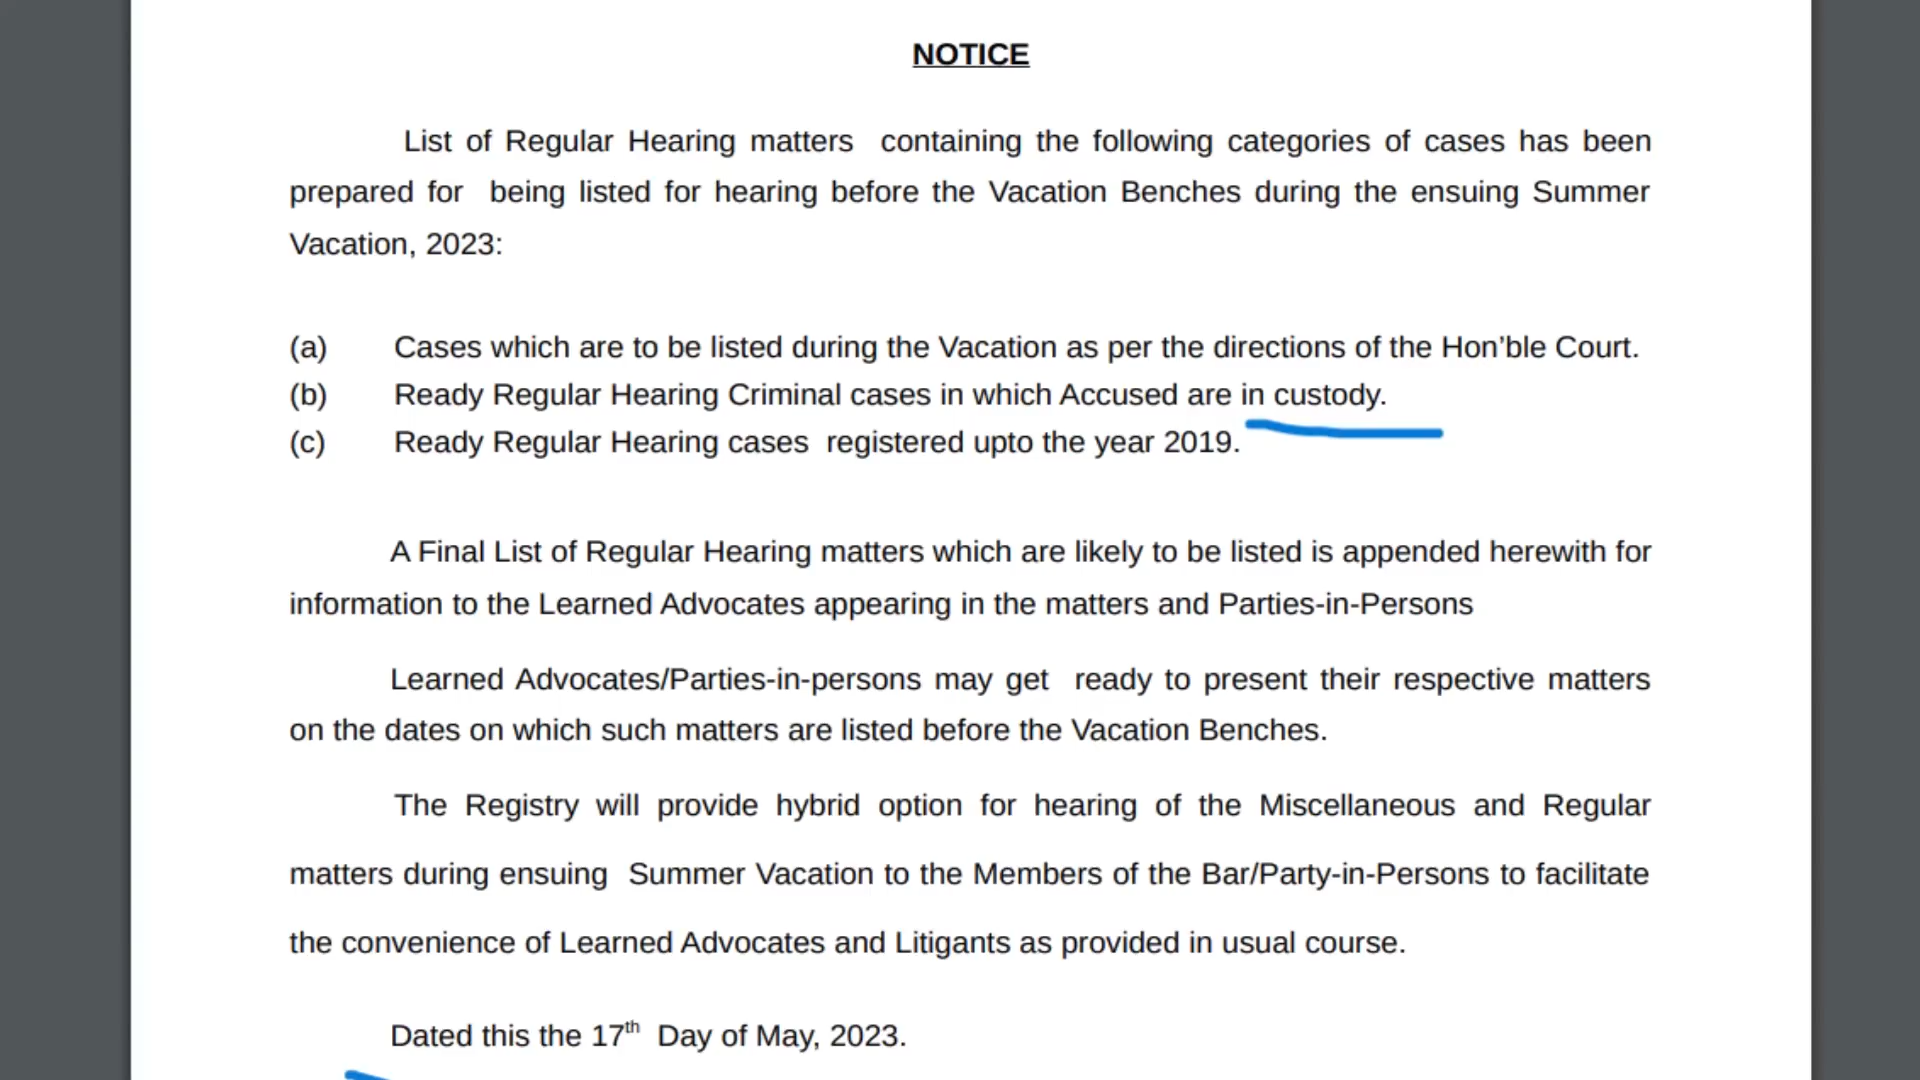 NOTICE
List of Regular Hearing matters containing the following categories of cases has been
prepared for being listed for hearing before the Vacation Benches during the ensuing Summer
Vacation, 2023:
(a) Cases which are to be listed during the Vacation as per the directions of the Hon’ble Court.
(b) Ready Regular Hearing Criminal cases in which Accused are in custody.
(c) Ready Regular Hearing cases registered upto the year 2019.
A Final List of Regular Hearing matters which are likely to be listed is appended herewith for
information to the Learned Advocates appearing in the matters and Parties-in-Persons
Learned Advocates/Parties-in-persons may get ready to present their respective matters
on the dates on which such matters are listed before the Vacation Benches.
The Registry will provide hybrid option for hearing of the Miscellaneous and Regular
matters during ensuing Summer Vacation to the Members of the Bar/Party-in-Persons to facilitate
the convenience of Learned Advocates and Litigants as provided in usual course.
Dated this the 17th Day of May, 2023.